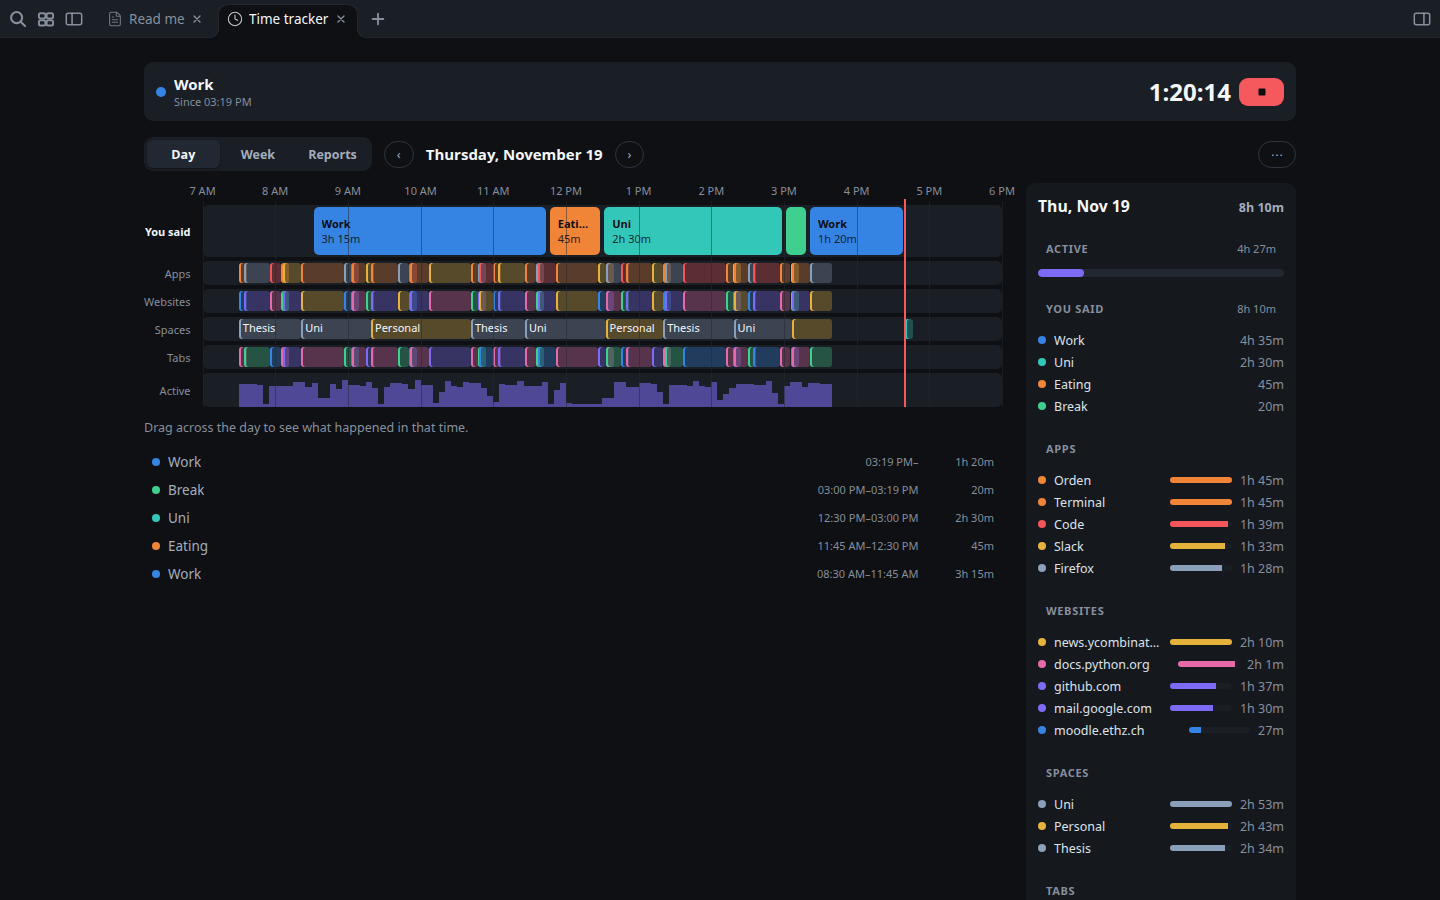 Read me
Time tracker
Work
Since 03:19 PM
1:20:14
Day Week Reports
Thursday, November 19
7 AM 8 AM 9 AM 10 AM 11 AM 12 PM 1 PM 2 PM 3 PM 4 PM 5 PM 6 PM
You said
Work
3h 15m
Eati...
45m
Uni
2h 30m
Work
1h 20m
Apps
Websites
Spaces
Thesis Uni Personal Thesis Uni Personal Thesis Uni
Tabs
Active
Drag across the day to see what happened in that time.
Work 03:19 PM– 1h 20m
Break 03:00 PM–03:19 PM 20m
Uni 12:30 PM–03:00 PM 2h 30m
Eating 11:45 AM–12:30 PM 45m
Work 08:30 AM–11:45 AM 3h 15m
Thu, Nov 19 8h 10m
ACTIVE 4h 27m
YOU SAID 8h 10m
Work 4h 35m
Uni 2h 30m
Eating 45m
Break 20m
APPS
Orden 1h 45m
Terminal 1h 45m
Code 1h 39m
Slack 1h 33m
Firefox 1h 28m
WEBSITES
news.ycombinat... 2h 10m
docs.python.org 2h 1m
github.com 1h 37m
mail.google.com 1h 30m
moodle.ethz.ch 27m
SPACES
Uni 2h 53m
Personal 2h 43m
Thesis 2h 34m
TABS